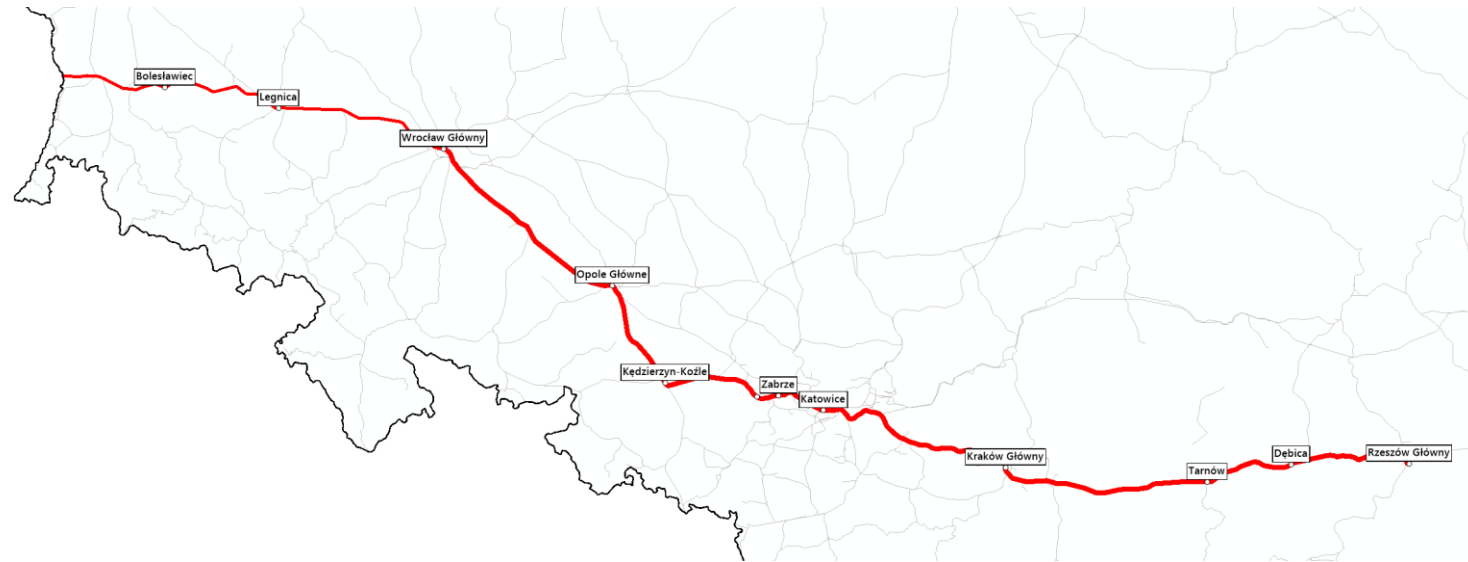 Bolesławiec
Legnica
Wrocław Główny
Opole Główne
Kędzierzyn-Koźle
Zabrze
Katowice
Kraków Główny
Tarnów
Dębica
Rzeszów Główny